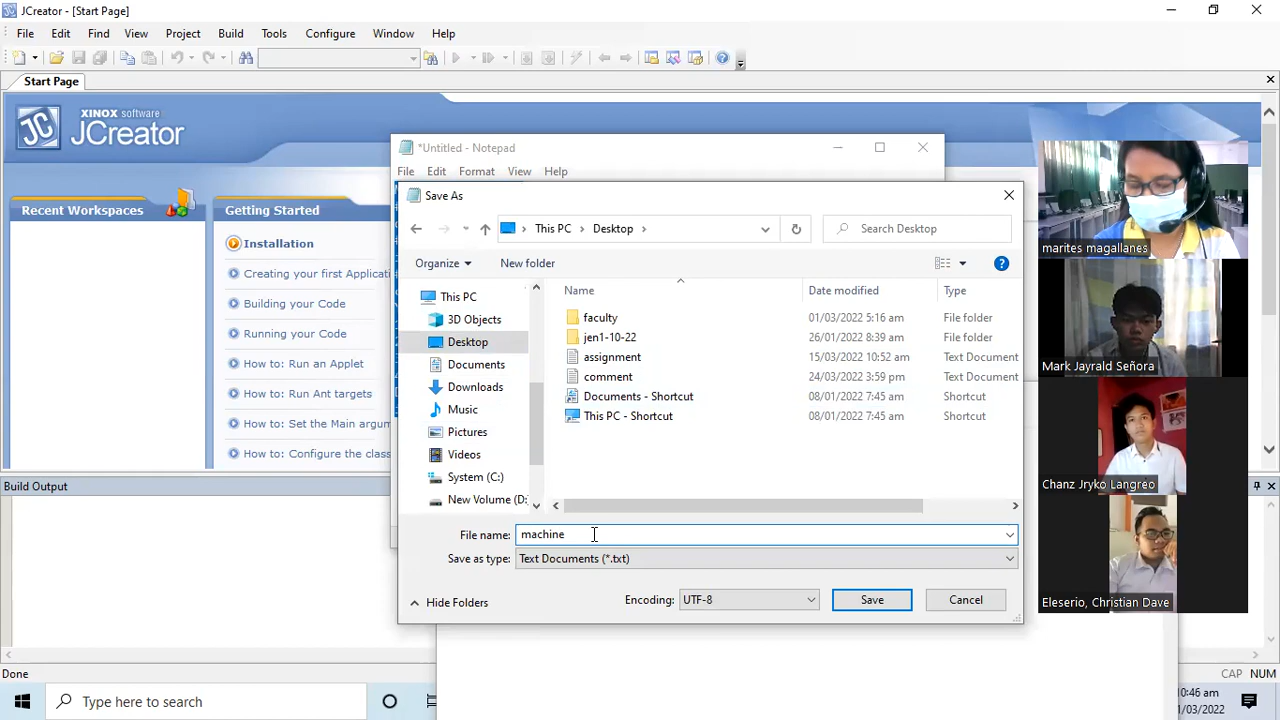 JCreator - [Start Page]
File Edit Find View Project Build Tools Configure Window Help
Start Page
XINOX software
JCreator
Recent Workspaces
Getting Started
Installation
Creating your first Applicati
Building your Code
Running your Code
How to: Run an Applet
How to: Run Ant targets
How to: Set the Main argum
How to: Configure the class
*Untitled - Notepad
File Edit Format View Help
Save As
This PC > Desktop >
Search Desktop
Organize
New folder
This PC
3D Objects
Desktop
Documents
Downloads
Music
Pictures
Videos
System (C:)
New Volume (D:
Name Date modified Type
faculty 01/03/2022 5:16 am File folder
jen1-10-22 26/01/2022 8:39 am File folder
assignment 15/03/2022 10:52 am Text Document
comment 24/03/2022 3:59 pm Text Document
Documents - Shortcut 08/01/2022 7:45 am Shortcut
This PC - Shortcut 08/01/2022 7:45 am Shortcut
File name: machine
Save as type: Text Documents (*.txt)
Hide Folders
Encoding: UTF-8
Save
Cancel
marites magallanes
Mark Jayrald Señora
Chanz Jryko Langreo
Eleserio, Christian Dave
Build Output
Done
CAP NUM
Type here to search
10:46 am
1/03/2022